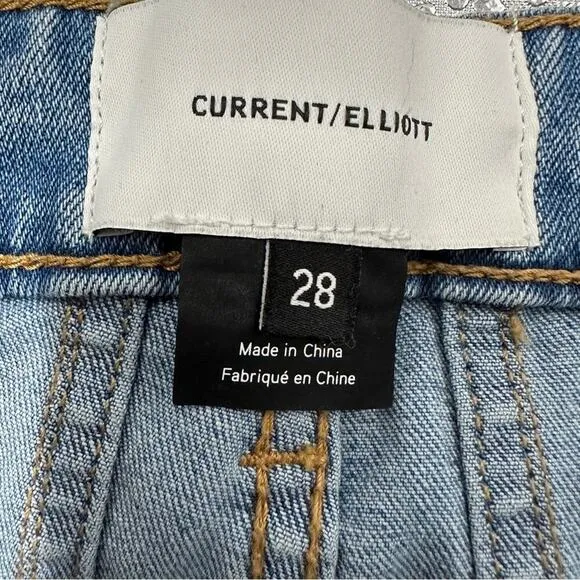 CURRENT/ELLIOTT
28
Made in China
Fabriqué en Chine